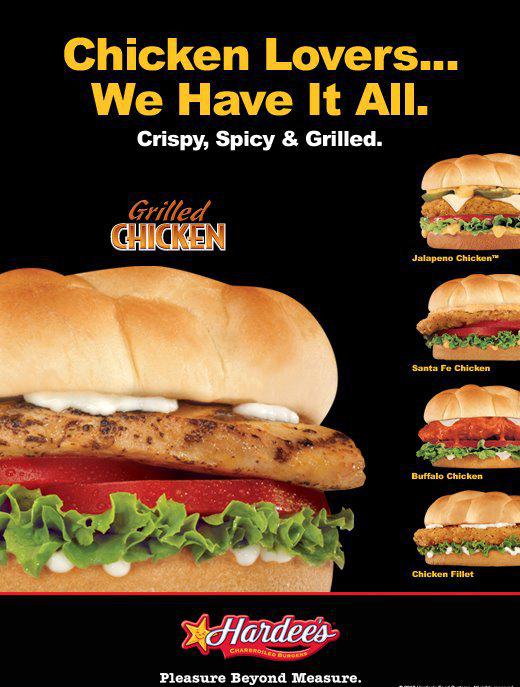 Chicken Lovers...
We Have It All.
Crispy, Spicy & Grilled.
Grilled
CHICKEN
Jalapeno Chicken™
Santa Fe Chicken
Buffalo Chicken
Chicken Fillet
Hardee's
CHARBROILED BURGERS
Pleasure Beyond Measure.